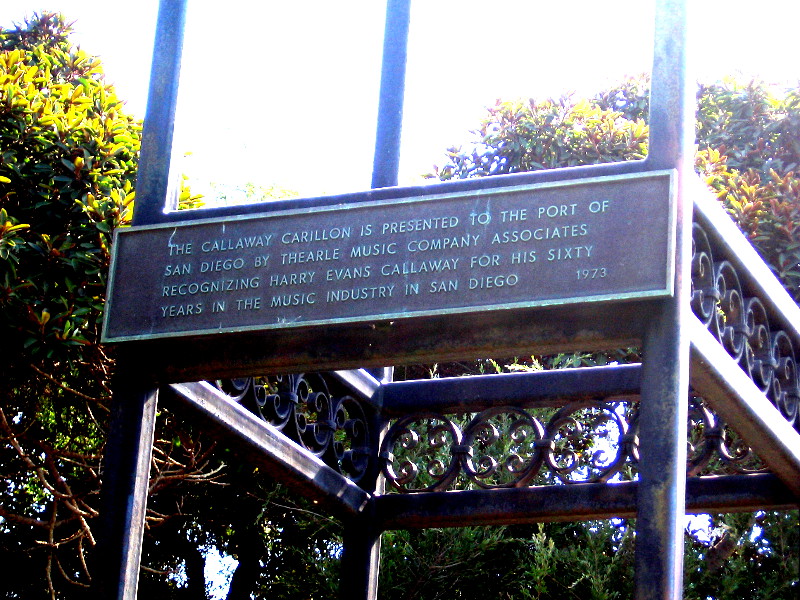 THE CALLAWAY CARILLON IS PRESENTED TO THE PORT OF
SAN DIEGO BY THEARLE MUSIC COMPANY ASSOCIATES
RECOGNIZING HARRY EVANS CALLAWAY FOR HIS SIXTY
YEARS IN THE MUSIC INDUSTRY IN SAN DIEGO 1973